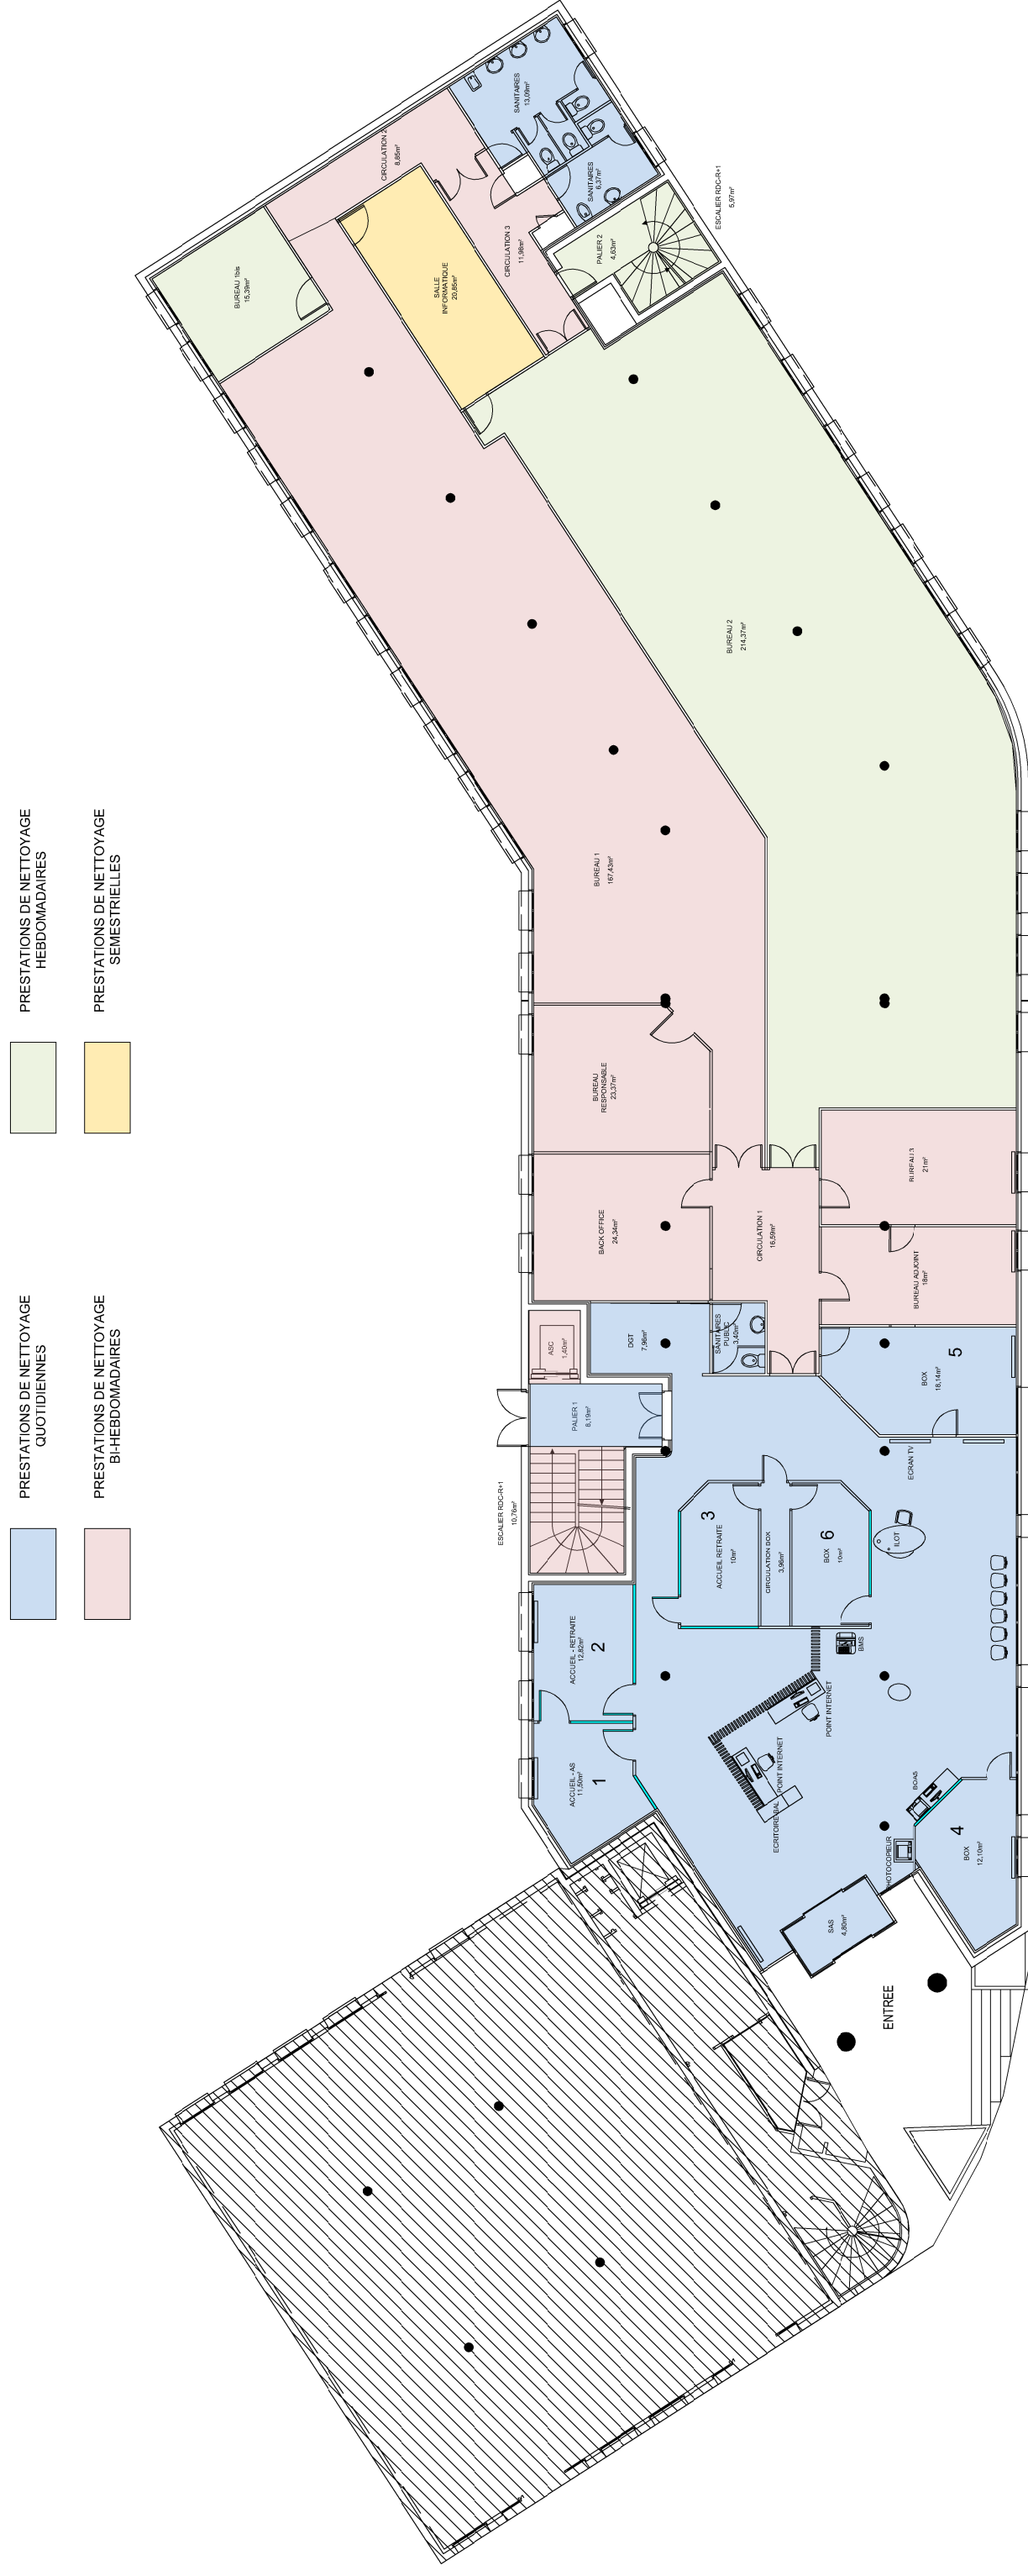 PRESTATIONS DE NETTOYAGE
QUOTIDIENNES
PRESTATIONS DE NETTOYAGE
BI-HEBDOMADAIRES
PRESTATIONS DE NETTOYAGE
HEBDOMADAIRES
PRESTATIONS DE NETTOYAGE
SEMESTRIELLES
SANITAIRES
13,09m²
CIRCULATION 2
8,85m²
SANITAIRES
6,37m²
ESCALIER RDC-R+1
5,97m²
PALIER 2
4,63m²
CIRCULATION 3
11,98m²
BUREAU 1bis
15,39m²
SALLE
INFORMATIQUE
20,85m²
BUREAU 2
214,37m²
BUREAU 1
167,43m²
BUREAU
RESPONSABLE
23,37m²
BUREAU 3
21m²
BACK OFFICE
24,34m²
CIRCULATION 1
16,59m²
BUREAU ADJOINT
18m²
ASC
1,40m²
DGT
7,96m²
SANITAIRES
PUBLIC
3,40m²
BOX
18,14m²
5
PALIER 1
8,19m²
ECRAN TV
ESCALIER RDC-R+1
10,76m²
ACCUEIL RETRAITE
10m²
3
CIRCULATION BOX
3,96m²
BOX
10m²
6
ILOT
ACCUEIL - RETRAITE
12,82m²
2
BMS
POINT INTERNET
ACCUEIL - AS
11,50m²
1
POINT INTERNET
ECRITOIRE/BAL
BOAS
PHOTOCOPIEUR
BOX
12,10m²
4
SAS
4,80m²
ENTREE